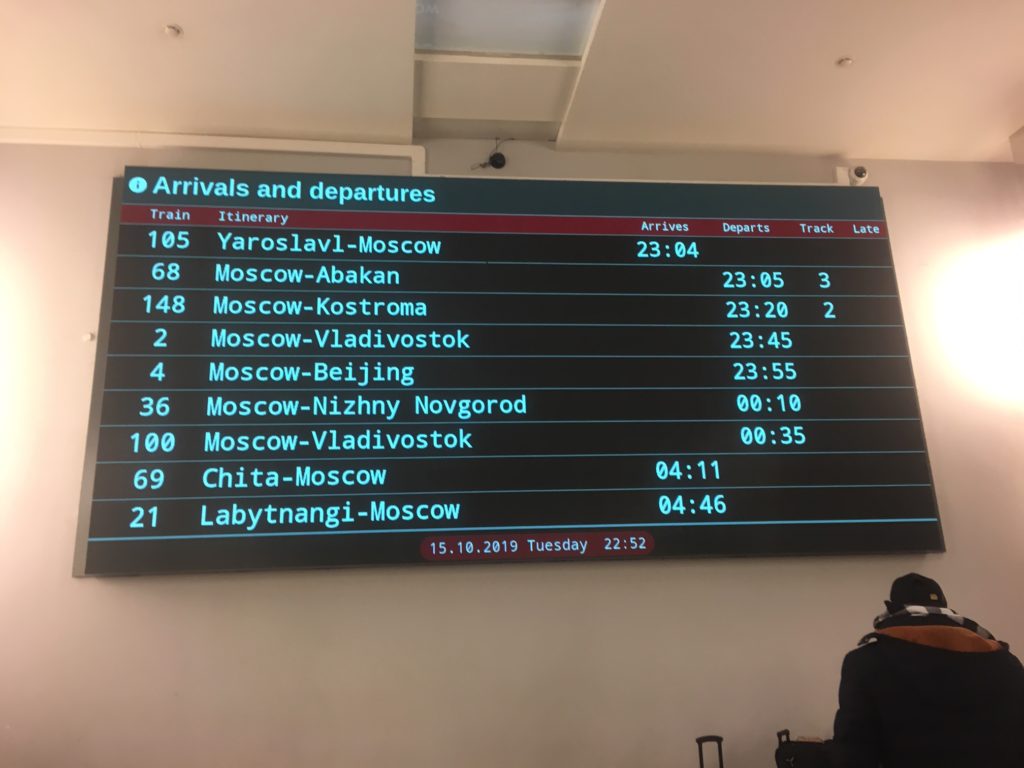 Arrivals and departures
Train Itinerary Arrives Departs Track Late
105 Yaroslavl-Moscow 23:04
68 Moscow-Abakan 23:05 3
148 Moscow-Kostroma 23:20 2
2 Moscow-Vladivostok 23:45
4 Moscow-Beijing 23:55
36 Moscow-Nizhny Novgorod 00:10
100 Moscow-Vladivostok 00:35
69 Chita-Moscow 04:11
21 Labytnangi-Moscow 04:46
15.10.2019 Tuesday 22:52